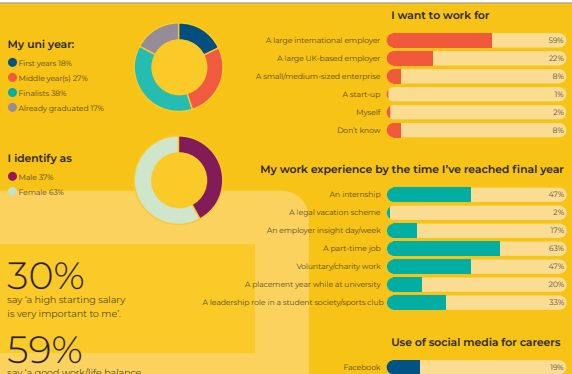 My uni year:
First years 18%
Middle year(s) 27%
Finalists 38%
Already graduated 17%
I identify as
Male 37%
Female 63%
30%
say ‘a high starting salary
is very important to me’.
59%
say ‘a good work/life balance
I want to work for
A large international employer 59%
A large UK-based employer 22%
A small/medium-sized enterprise 8%
A start-up 1%
Myself 2%
Don’t know 8%
My work experience by the time I’ve reached final year
An internship 47%
A legal vacation scheme 2%
An employer insight day/week 17%
A part-time job 63%
Voluntary/charity work 47%
A placement year while at university 20%
A leadership role in a student society/sports club 33%
Use of social media for careers
Facebook 19%